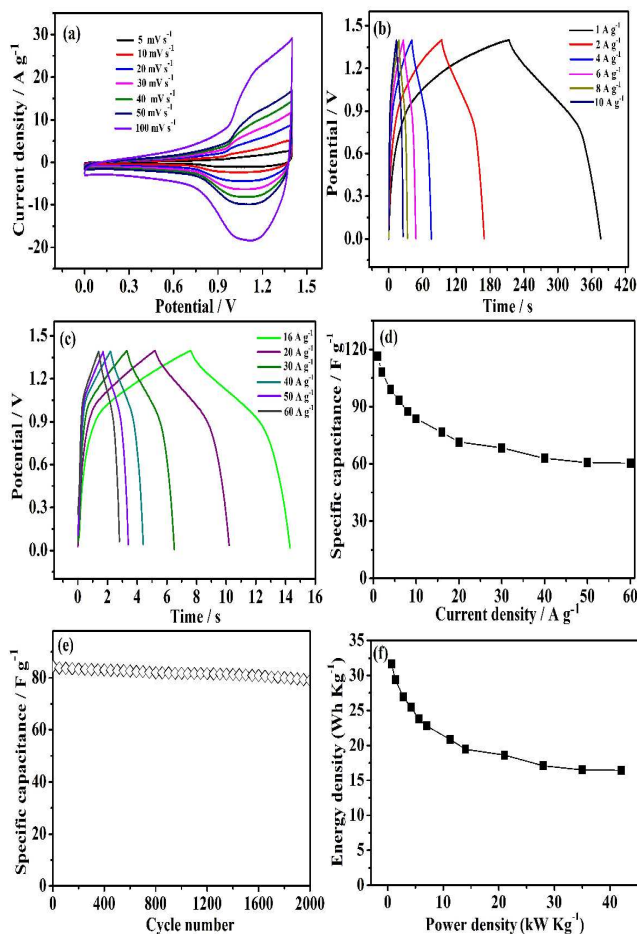 (a)
5 mV s⁻¹
10 mV s⁻¹
20 mV s⁻¹
30 mV s⁻¹
40 mV s⁻¹
50 mV s⁻¹
100 mV s⁻¹
Current density / A g⁻¹
30
20
10
0
-10
-20
-30
0.0 0.3 0.6 0.9 1.2 1.5
Potential / V
(b)
1 A g⁻¹
2 A g⁻¹
4 A g⁻¹
6 A g⁻¹
8 A g⁻¹
10 A g⁻¹
Potential / V
1.5
1.2
0.9
0.6
0.3
0.0
0 60 120 180 240 300 360 420
Time / s
(c)
16 A g⁻¹
20 A g⁻¹
30 A g⁻¹
40 A g⁻¹
50 A g⁻¹
60 A g⁻¹
Potential / V
1.5
1.2
0.9
0.6
0.3
0.0
0 2 4 6 8 10 12 14 16
Time / s
(d)
Specific capacitance / F g⁻¹
120
90
60
30
0
0 10 20 30 40 50 60
Current density / A g⁻¹
(e)
Specific capacitance / F g⁻¹
80
60
40
20
0
0 400 800 1200 1600 2000
Cycle number
(f)
Energy density (Wh Kg⁻¹)
35
30
25
20
15
10
5
0
0 10 20 30 40
Power density (kW Kg⁻¹)